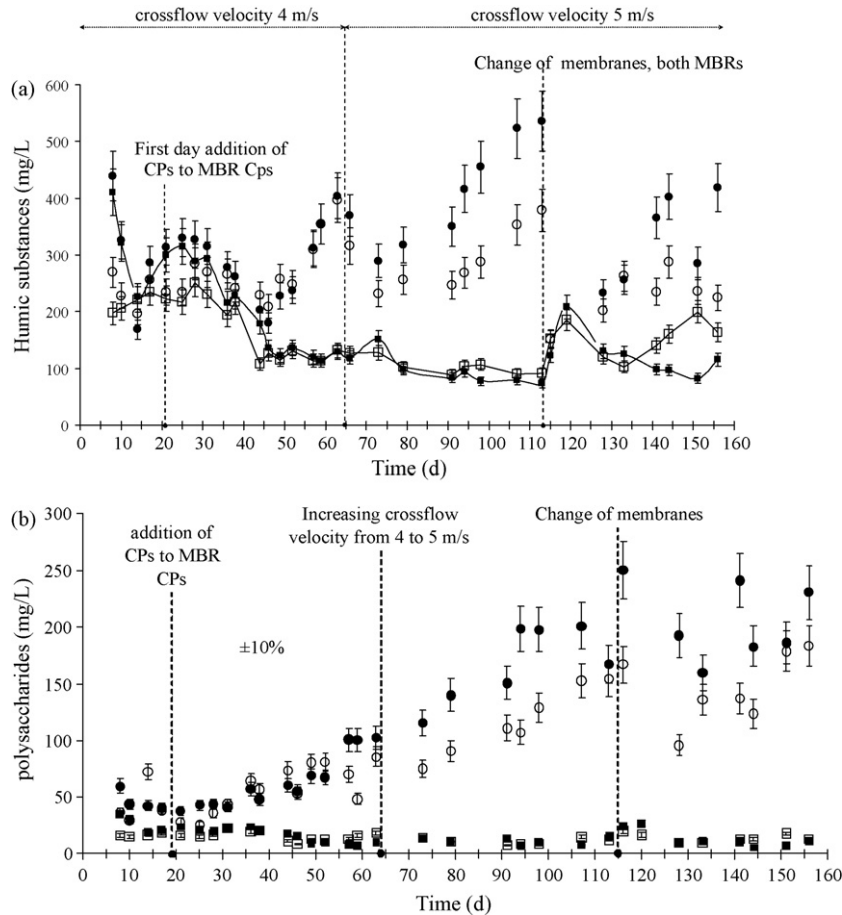 crossflow velocity 4 m/s
crossflow velocity 5 m/s
Change of membranes, both MBRs
(a)
600
500
400
300
200
100
0
First day addition of
CPs to MBR Cps
Humic substances (mg/L
0 10 20 30 40 50 60 70 80 90 100 110 119 130 140 150 160
Time (d)
(b)
300
250
200
150
100
50
0
addition of
CPs to MBR
CPs
Increasing crossflow
velocity from 4 to 5 m/s
Change of membranes
±10%
polysaccharides (mg/L)
0 10 20 29 40 50 60 70 80 90 100 110 119 130 140 150 160
Time (d)